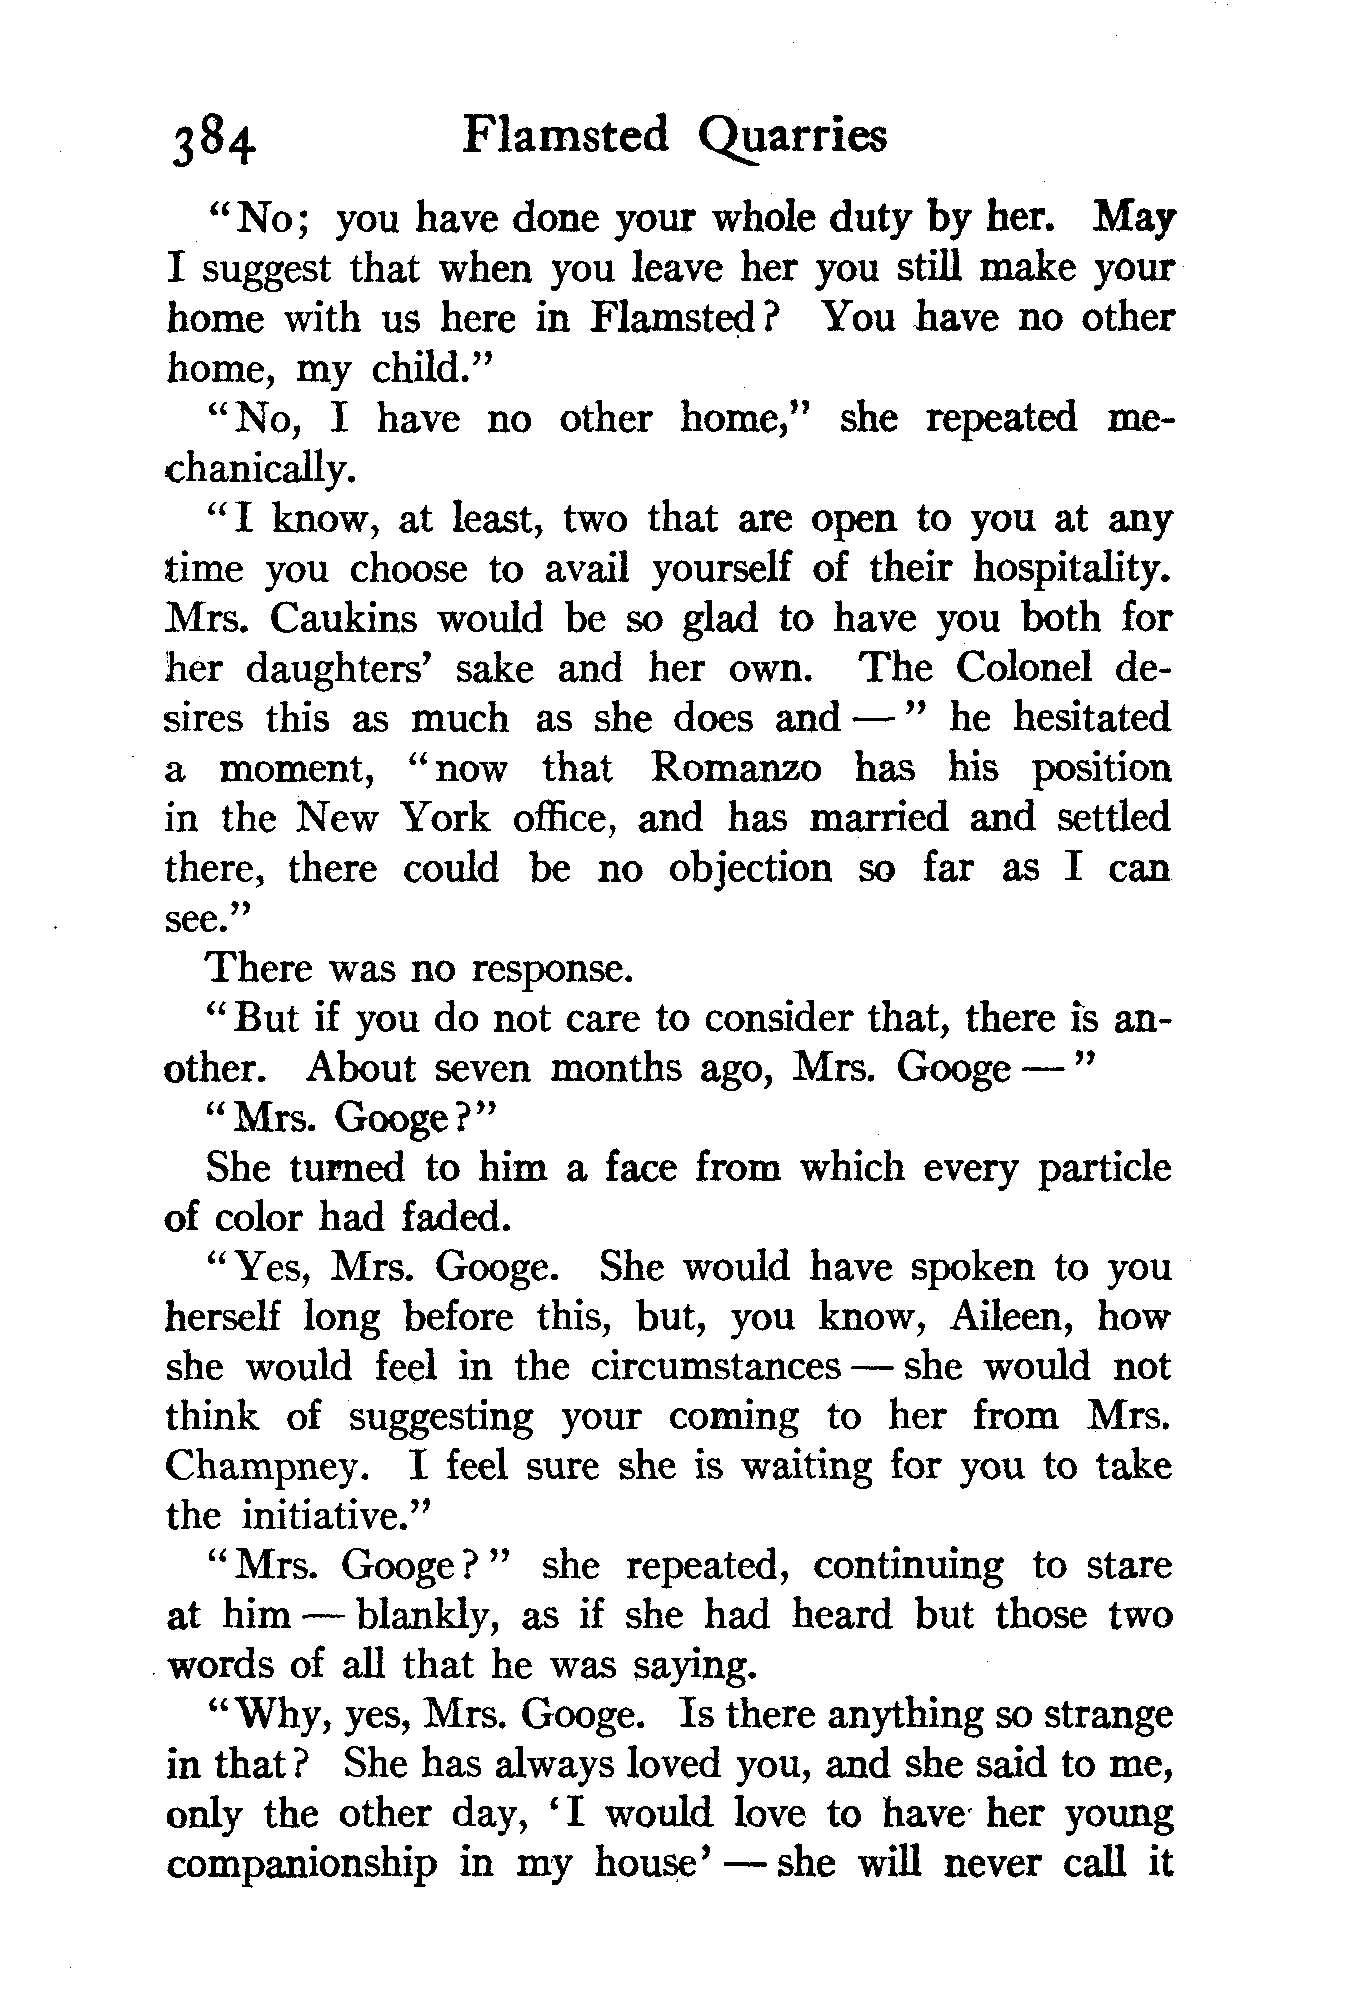 384 Flamsted Quarries
"No; you have done your whole duty by her. May
I suggest that when you leave her you still make your
home with us here in Flamsted? You have no other
home, my child."
"No, I have no other home," she repeated me-
chanically.
"I know, at least, two that are open to you at any
time you choose to avail yourself of their hospitality.
Mrs. Caukins would be so glad to have you both for
her daughters' sake and her own. The Colonel de-
sires this as much as she does and — " he hesitated
a moment, "now that Romanzo has his position
in the New York office, and has married and settled
there, there could be no objection so far as I can
see."
There was no response.
"But if you do not care to consider that, there is an-
other. About seven months ago, Mrs. Googe — "
"Mrs. Googe?"
She turned to him a face from which every particle
of color had faded.
"Yes, Mrs. Googe. She would have spoken to you
herself long before this, but, you know, Aileen, how
she would feel in the circumstances — she would not
think of suggesting your coming to her from Mrs.
Champney. I feel sure she is waiting for you to take
the initiative."
"Mrs. Googe?" she repeated, continuing to stare
at him — blankly, as if she had heard but those two
words of all that he was saying.
"Why, yes, Mrs. Googe. Is there anything so strange
in that? She has always loved you, and she said to me,
only the other day, 'I would love to have her young
companionship in my house' — she will never call it